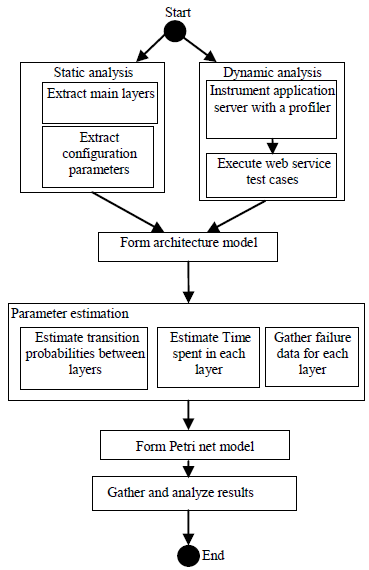 Start
Static analysis
Extract main layers
Extract
configuration
parameters
Dynamic analysis
Instrument application
server with a profiler
Execute web service
test cases
Form architecture model
Parameter estimation
Estimate transition
probabilities between
layers
Estimate Time
spent in each
layer
Gather failure
data for each
layer
Form Petri net model
Gather and analyze results
End